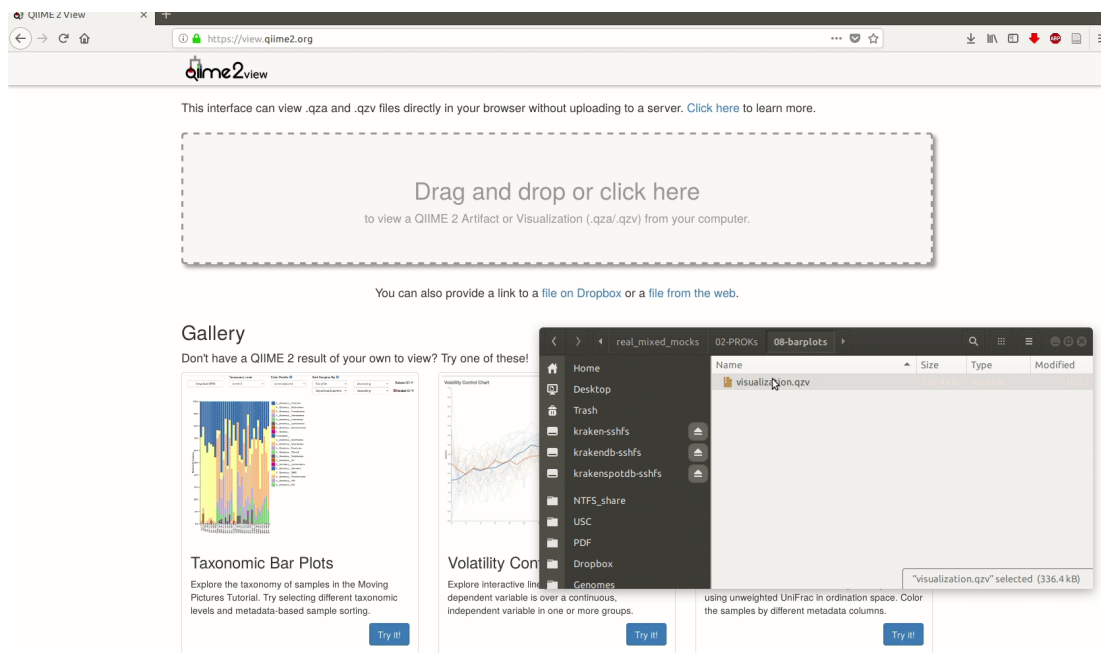 QIIME 2 View
https://view.qiime2.org
qiime2view
This interface can view .qza and .qzv files directly in your browser without uploading to a server. Click here to learn more.
Drag and drop or click here
to view a QIIME 2 Artifact or Visualization (.qza/.qzv) from your computer.
You can also provide a link to a file on Dropbox or a file from the web.
Gallery
Don't have a QIIME 2 result of your own to view? Try one of these!
Volatility Control Chart
Taxonomic Bar Plots
Explore the taxonomy of samples in the Moving
Pictures Tutorial. Try selecting different taxonomic
levels and metadata-based sample sorting.
Try it!
Volatility Con
Explore interactive line
dependent variable is over a continuous,
independent variable in one or more groups.
Try it!
using unweighted UniFrac in ordination space. Color
the samples by different metadata columns.
Try it!
real_mixed_mocks 02-PROKs 08-barplots
Name Size Type Modified
visualization.qzv
Home
Desktop
Trash
kraken-sshfs
krakendb-sshfs
krakenspotdb-sshfs
NTFS_share
USC
PDF
Dropbox
Genomes
"visualization.qzv" selected (336.4 kB)